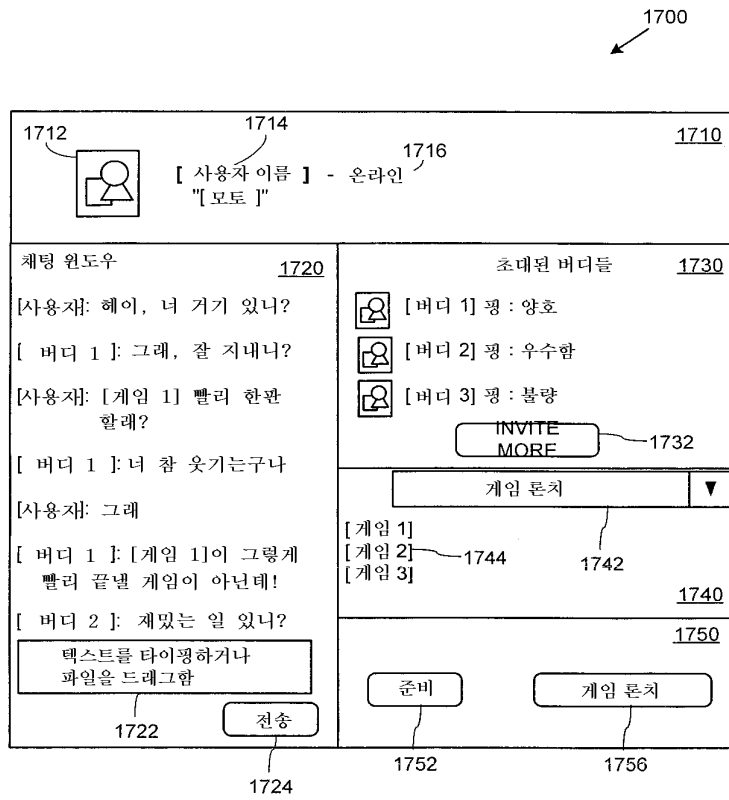 1700
1712
1714
1716
1710
[ 사용자 이름 ] - 온라인
"[ 모토 ]"
채팅 윈도우
1720
[사용자]: 헤이, 너 거기 있니?
[ 버디 1 ]: 그래, 잘 지내니?
[사용자]: [게임 1] 빨리 한판
할래?
[ 버디 1 ]: 너 참 웃기는구나
[사용자]: 그래
[ 버디 1 ]: [게임 1]이 그렇게
빨리 끝낼 게임이 아닌데!
[ 버디 2 ]: 재밌는 일 있니?
텍스트를 타이핑하거나
파일을 드래그함
1722
전송
1724
초대된 버디들
1730
[버디 1] 핑 : 양호
[버디 2] 핑 : 우수함
[버디 3] 핑 : 불량
INVITE
MORE
1732
게임 론치 ▼
[게임 1]
[게임 2]
[게임 3]
1744
1742
1740
1750
준비
게임 론치
1752
1756